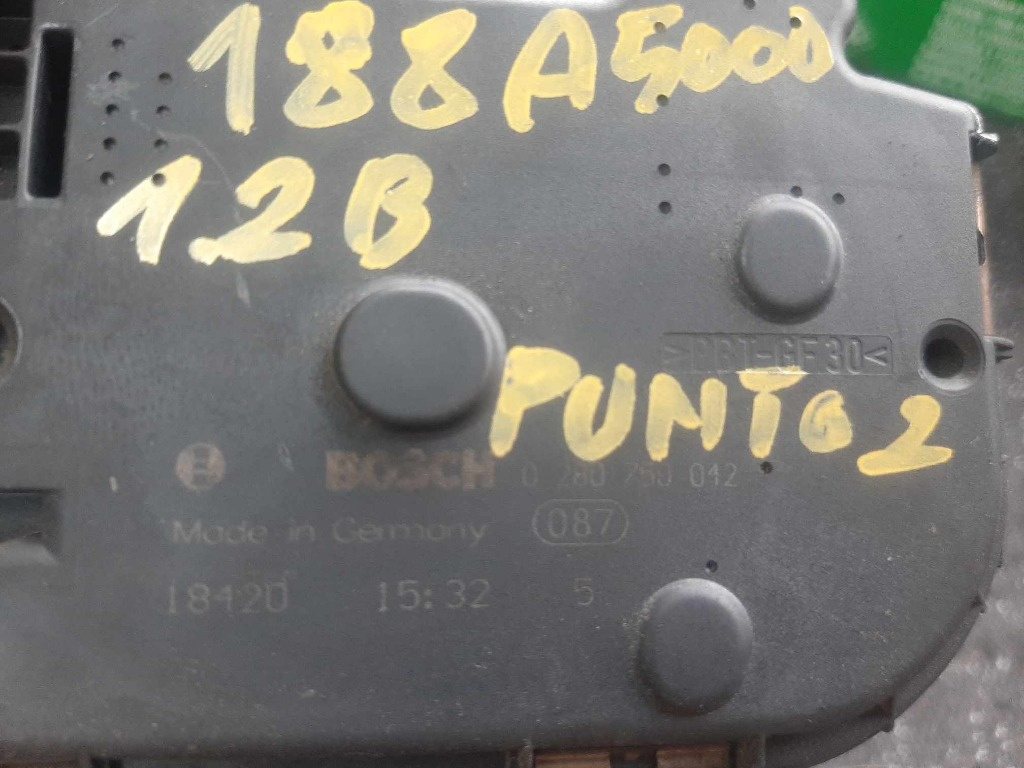 188A5000
1.2B
>PBT-GF30<
PUNTO 2
BOSCH 0 280 750 042
Made in Germany 087
18420 15:32 5